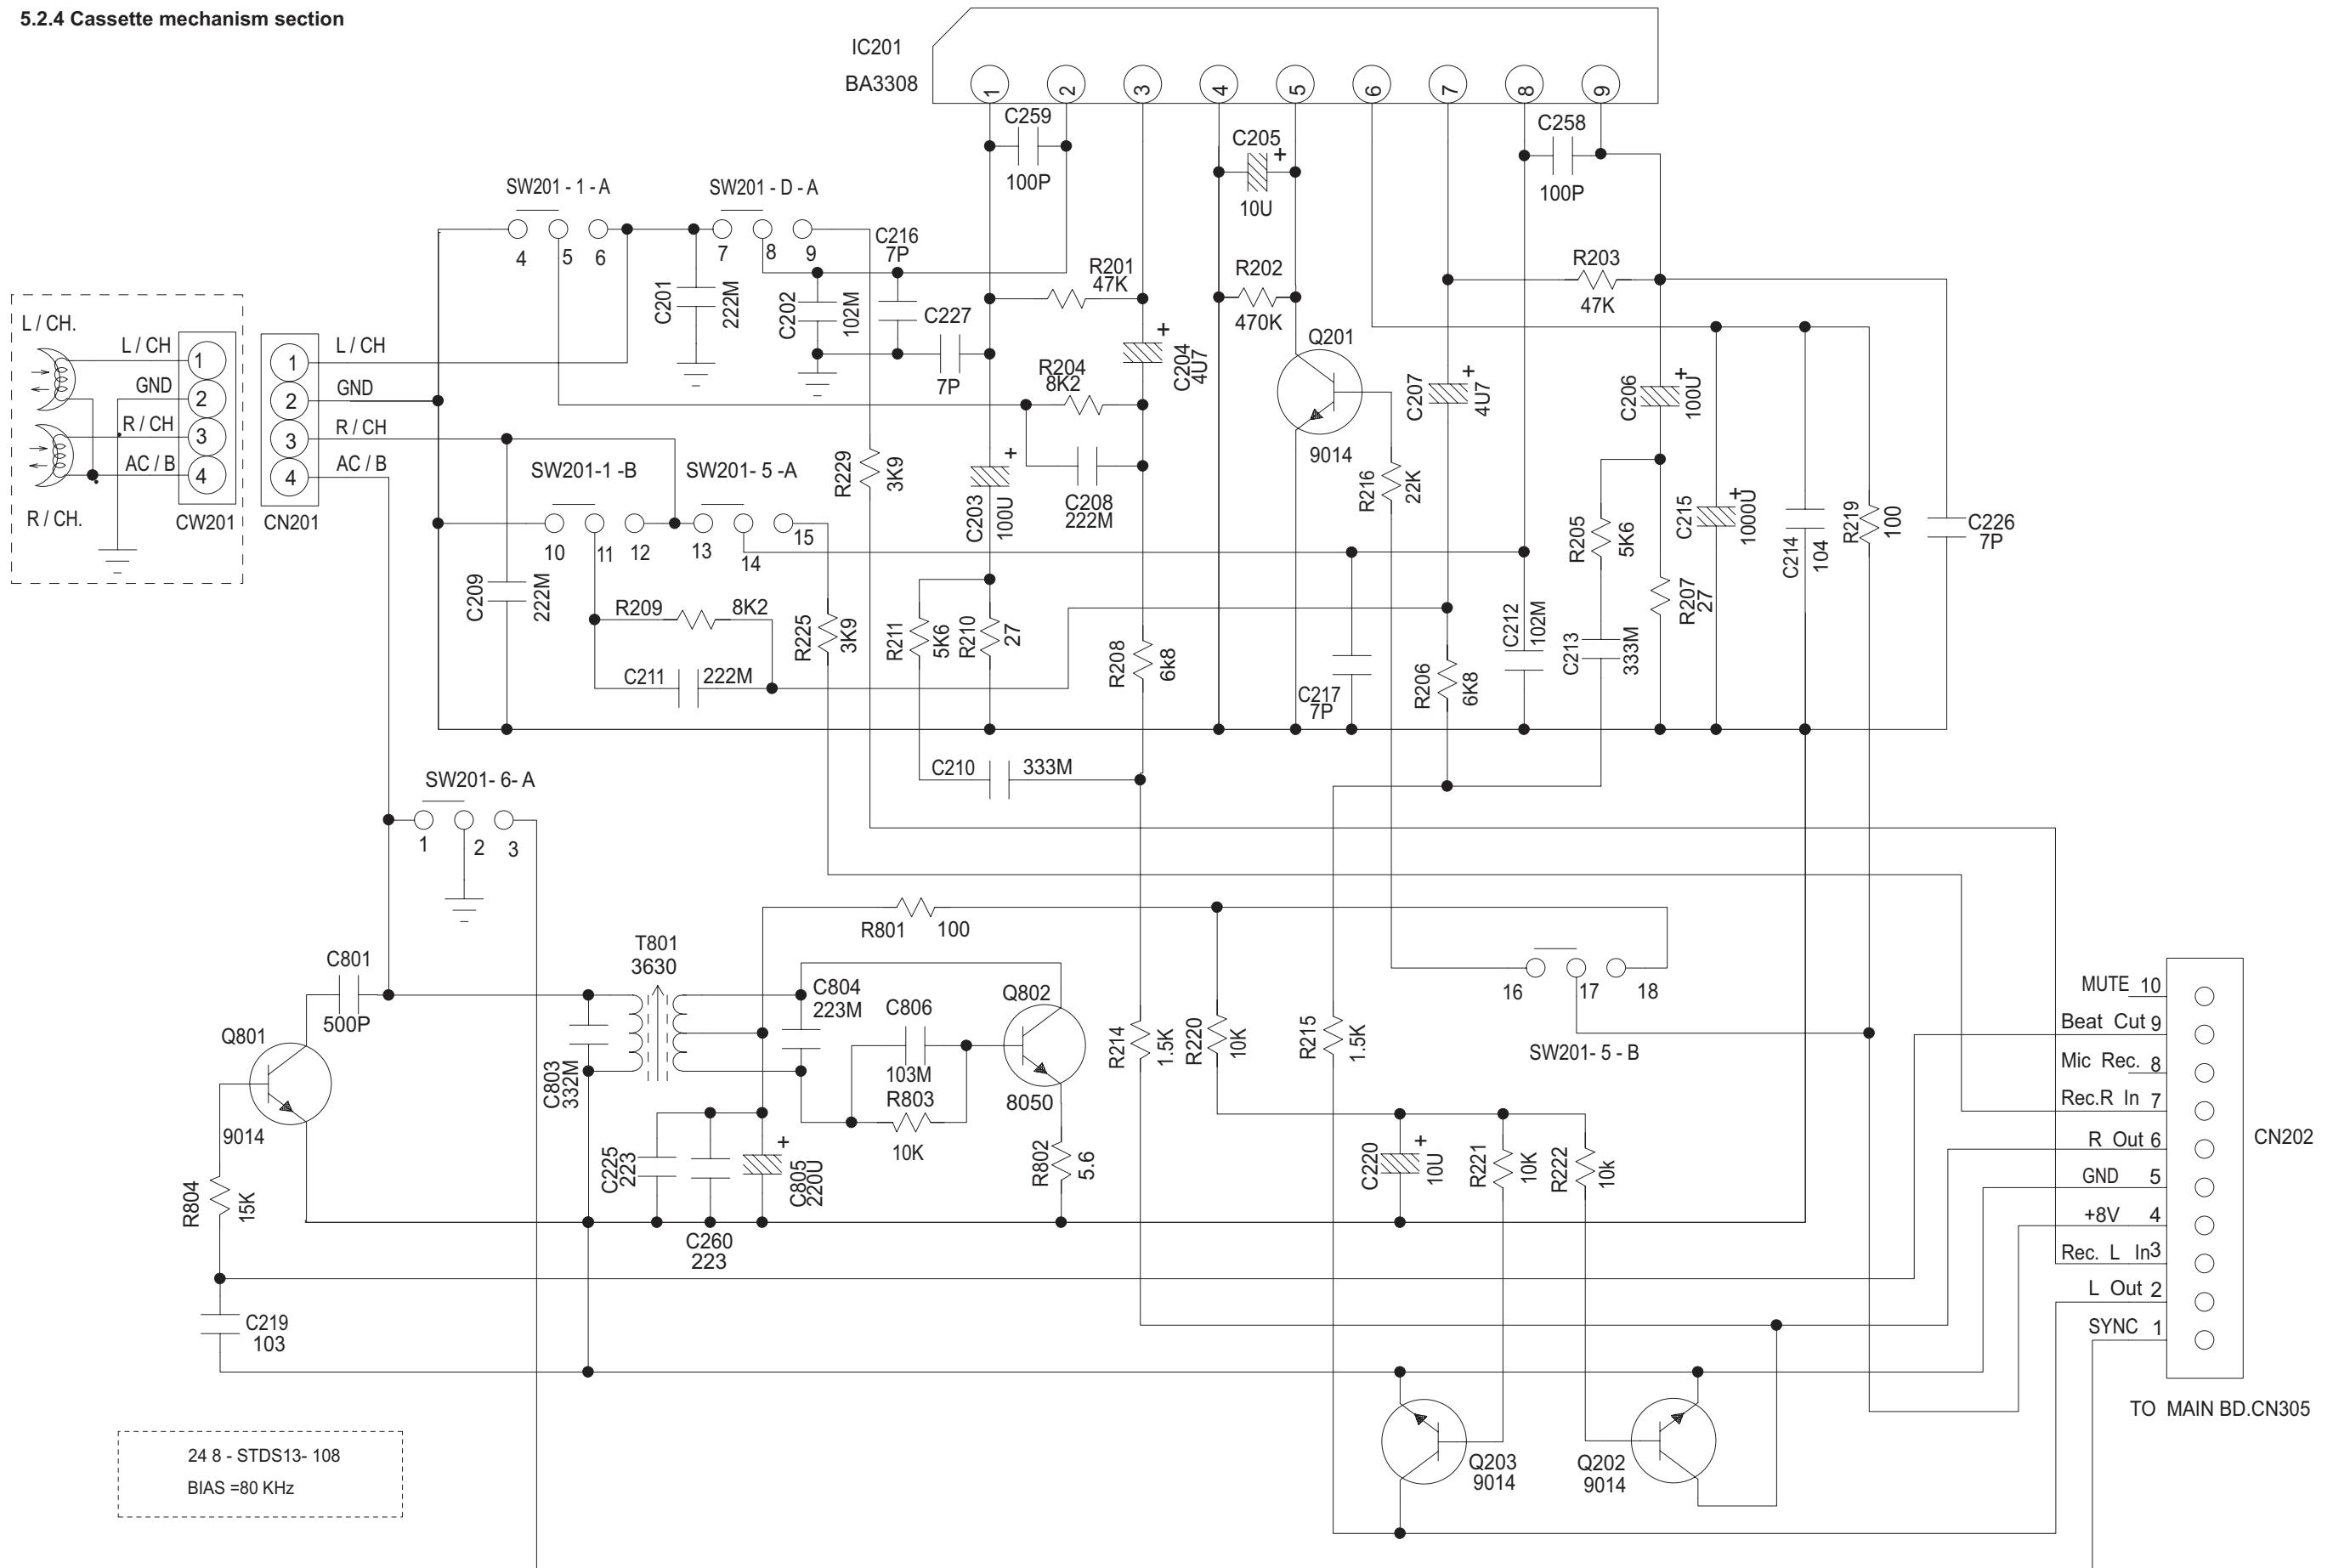 5.2.4 Cassette mechanism section
IC201
BA3308
1
2
3
4
5
6
7
8
9
C259
100P
C205
+
10U
C258
100P
SW201 - 1 - A
4
5
6
SW201 - D - A
7
8
9
C216
7P
C201
222M
C202
102M
C227
7P
R201
47K
R202
470K
R203
47K
Q201
9014
+
C204
4U7
R204
8K2
C208
222M
+
C207
4U7
+
C206
100U
+
C215
1000U
C214
104
R219
100
C226
7P
L / CH.
L / CH
GND
R / CH
AC / B
R / CH.
1
2
3
4
CW201
1
2
3
4
CN201
L / CH
GND
R / CH
AC / B
SW201-1 -B
10
11
12
SW201- 5 -A
13
14
15
R229
3K9
+
C203
100U
R216
22K
R205
5K6
C209
222M
R209
8K2
C211
222M
R225
3K9
R211
5K6
R210
27
R208
6k8
C217
7P
R206
6K8
C212
102M
C213
333M
R207
27
C210
333M
SW201- 6- A
1
2
3
R801
100
T801
3630
C801
500P
C804
223M
C806
103M
R803
10K
Q802
8050
Q801
9014
C803
332M
R214
1.5K
R220
10K
R215
1.5K
16
17
18
SW201- 5 - B
R804
15K
C225
223
C260
223
+
C805
220U
R802
5.6
+
C220
10U
R221
10K
R222
10k
C219
103
MUTE 10
Beat Cut 9
Mic Rec. 8
Rec.R In 7
R Out 6
GND 5
+8V 4
Rec. L In3
L Out 2
SYNC 1
CN202
TO MAIN BD.CN305
Q203
9014
Q202
9014
24 8 - STDS13- 108
BIAS =80 KHz